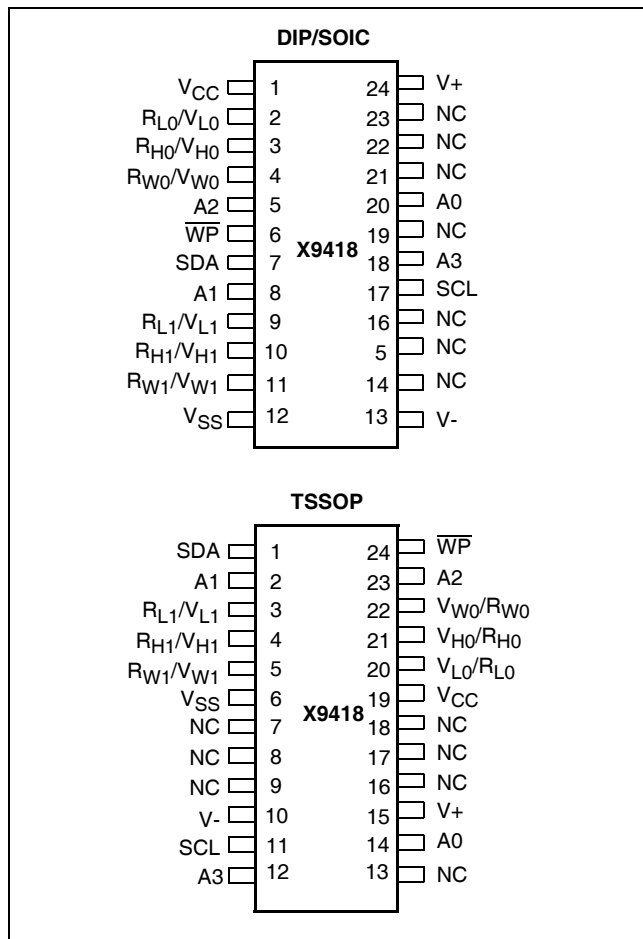 DIP/SOIC
VCC 1 24 V+
RL0/VL0 2 23 NC
RH0/VH0 3 22 NC
RW0/VW0 4 21 NC
A2 5 20 A0
WP 6 19 NC
X9418
SDA 7 18 A3
A1 8 17 SCL
RL1/VL1 9 16 NC
RH1/VH1 10 5 NC
RW1/VW1 11 14 NC
VSS 12 13 V-
TSSOP
SDA 1 24 WP
A1 2 23 A2
RL1/VL1 3 22 VW0/RW0
RH1/VH1 4 21 VH0/RH0
RW1/VW1 5 20 VL0/RL0
VSS 6 19 VCC
X9418
NC 7 18 NC
NC 8 17 NC
NC 9 16 NC
V- 10 15 V+
SCL 11 14 A0
A3 12 13 NC